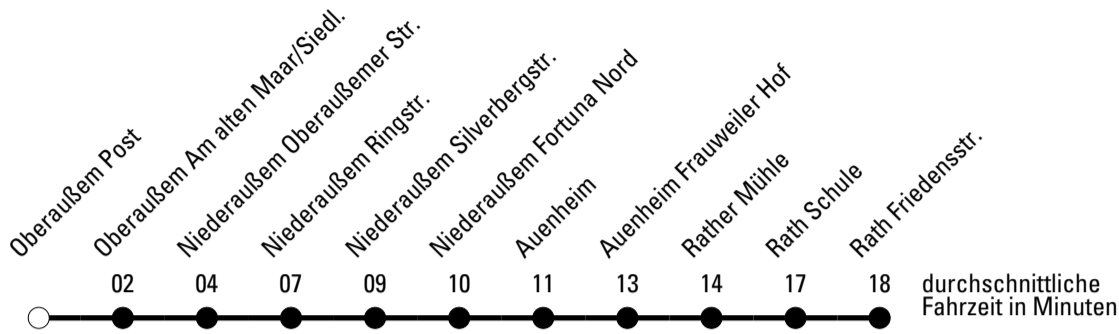 Oberaußem Post
Oberaußem Am alten Maar/Siedl.
Niederaußem Oberaußemer Str.
Niederaußem Ringstr.
Niederaußem Silverbergstr.
Niederaußem Fortuna Nord
Auenheim
Auenheim Frauweiler Hof
Rather Mühle
Rath Schule
Rath Friedensstr.
02 04 07 09 10 11 13 14 17 18
durchschnittliche
Fahrzeit in Minuten